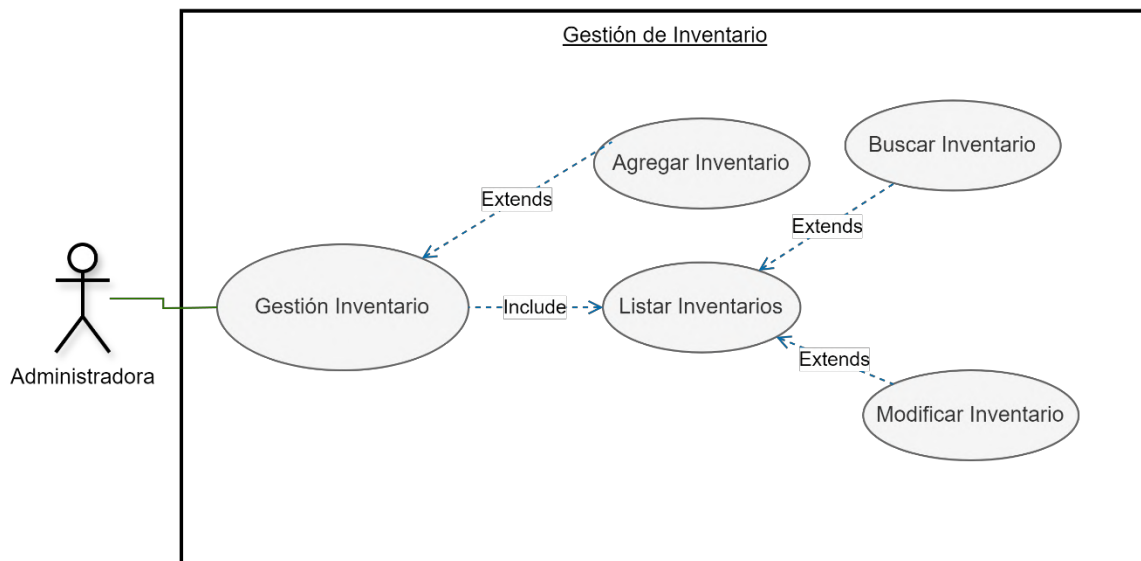 Gestión de Inventario
Buscar Inventario
Agregar Inventario
Extends
Extends
Gestión Inventario
Include
Listar Inventarios
Extends
Administradora
Modificar Inventario